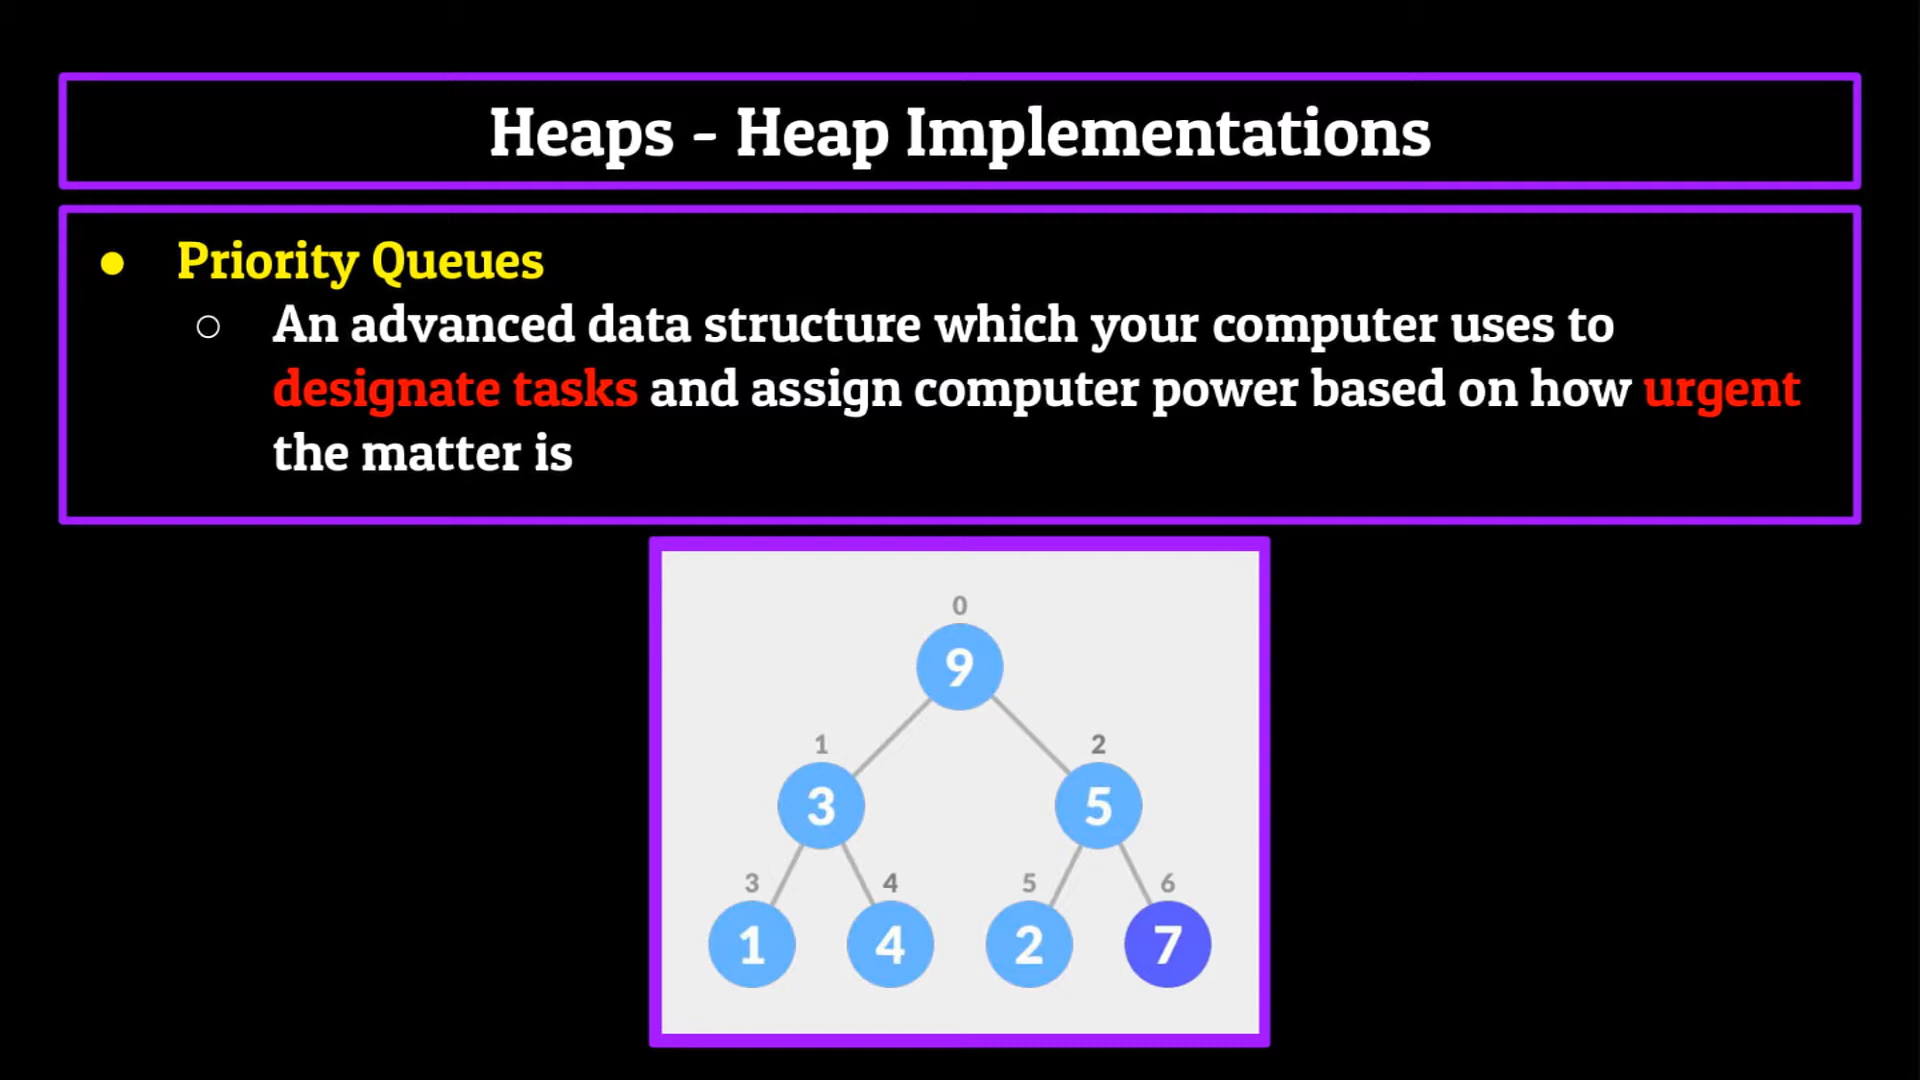 Heaps - Heap Implementations
● Priority Queues
○ An advanced data structure which your computer uses to
designate tasks and assign computer power based on how urgent
the matter is
0
9
1 2
3 5
3 4 5 6
1 4 2 7